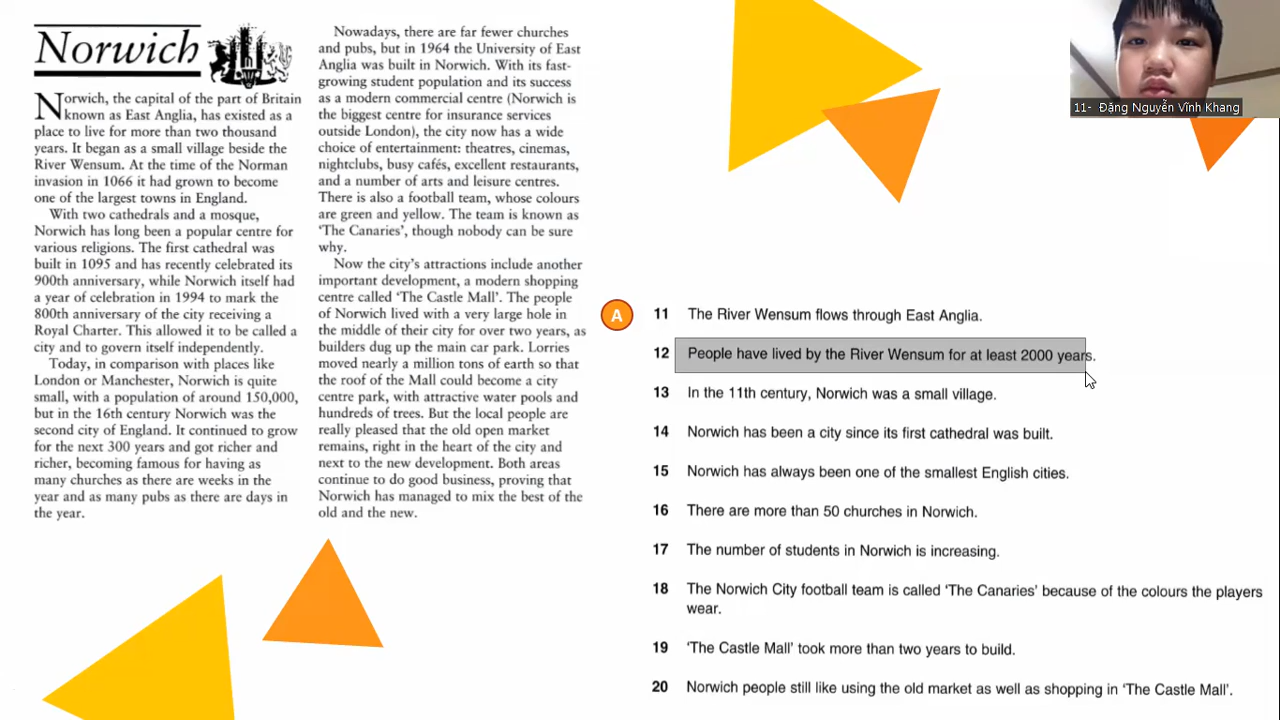 Norwich
Norwich, the capital of the part of Britain
known as East Anglia, has existed as a
place to live for more than two thousand
years. It began as a small village beside the
River Wensum. At the time of the Norman
invasion in 1066 it had grown to become
one of the largest towns in England.
With two cathedrals and a mosque,
Norwich has long been a popular centre for
various religions. The first cathedral was
built in 1095 and has recently celebrated its
900th anniversary, while Norwich itself had
a year of celebration in 1994 to mark the
800th anniversary of the city receiving a
Royal Charter. This allowed it to be called a
city and to govern itself independently.
Today, in comparison with places like
London or Manchester, Norwich is quite
small, with a population of around 150,000,
but in the 16th century Norwich was the
second city of England. It continued to grow
for the next 300 years and got richer and
richer, becoming famous for having as
many churches as there are weeks in the
year and as many pubs as there are days in
the year.
Nowadays, there are far fewer churches
and pubs, but in 1964 the University of East
Anglia was built in Norwich. With its fast-
growing student population and its success
as a modern commercial centre (Norwich is
the biggest centre for insurance services
outside London), the city now has a wide
choice of entertainment: theatres, cinemas,
nightclubs, busy cafés, excellent restaurants,
and a number of arts and leisure centres.
There is also a football team, whose colours
are green and yellow. The team is known as
'The Canaries', though nobody can be sure
why.
Now the city's attractions include another
important development, a modern shopping
centre called 'The Castle Mall'. The people
of Norwich lived with a very large hole in
the middle of their city for over two years, as
builders dug up the main car park. Lorries
moved nearly a million tons of earth so that
the roof of the Mall could become a city
centre park, with attractive water pools and
hundreds of trees. But the local people are
really pleased that the old open market
remains, right in the heart of the city and
next to the new development. Both areas
continue to do good business, proving that
Norwich has managed to mix the best of the
old and the new.
11- Đặng Nguyễn Vĩnh Khang
A
11 The River Wensum flows through East Anglia.
12 People have lived by the River Wensum for at least 2000 years.
13 In the 11th century, Norwich was a small village.
14 Norwich has been a city since its first cathedral was built.
15 Norwich has always been one of the smallest English cities.
16 There are more than 50 churches in Norwich.
17 The number of students in Norwich is increasing.
18 The Norwich City football team is called 'The Canaries' because of the colours the players
wear.
19 'The Castle Mall' took more than two years to build.
20 Norwich people still like using the old market as well as shopping in 'The Castle Mall'.